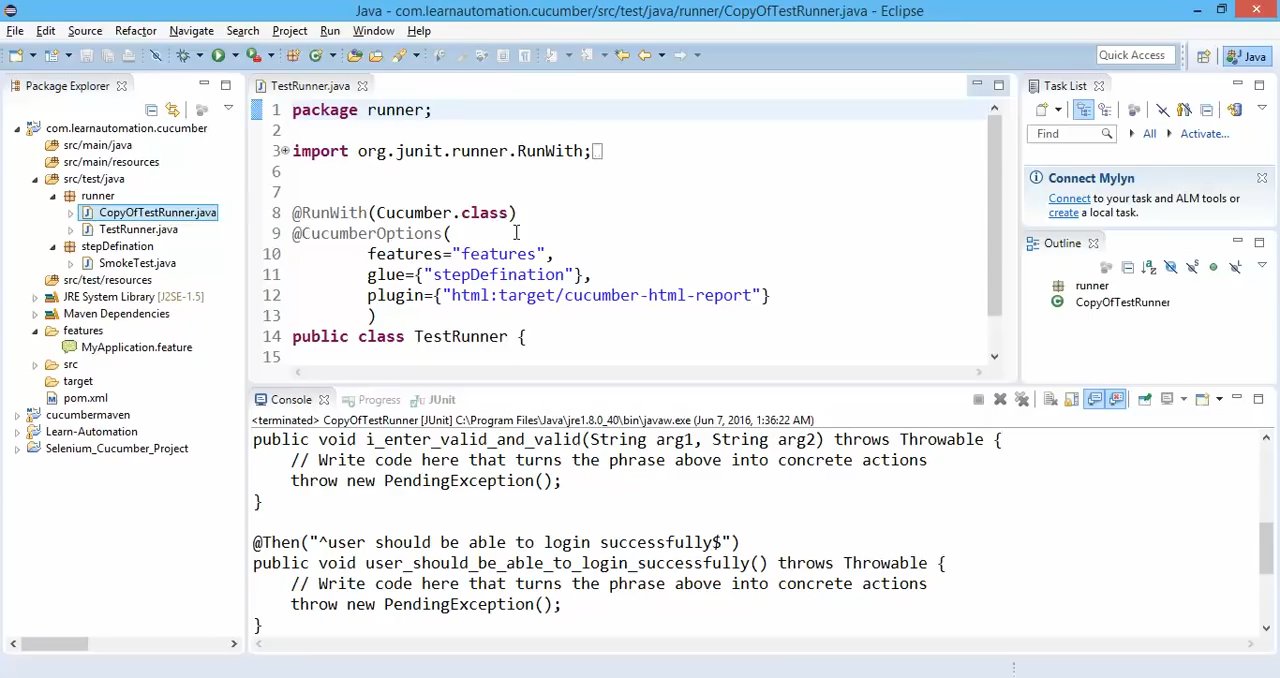 Java - com.learnautomation.cucumber/src/test/java/runner/CopyOfTestRunner.java - Eclipse
File Edit Source Refactor Navigate Search Project Run Window Help
Quick Access
Java
Package Explorer
com.learnautomation.cucumber
src/main/java
src/main/resources
src/test/java
runner
CopyOfTestRunner.java
TestRunner.java
stepDefination
SmokeTest.java
src/test/resources
JRE System Library [J2SE-1.5]
Maven Dependencies
features
MyApplication.feature
src
target
pom.xml
cucumbermaven
Learn-Automation
Selenium_Cucumber_Project
TestRunner.java
1 package runner;
2
3 import org.junit.runner.RunWith;
6
7
8 @RunWith(Cucumber.class)
9 @CucumberOptions(
10 features="features",
11 glue={"stepDefination"},
12 plugin={"html:target/cucumber-html-report"}
13 )
14 public class TestRunner {
15
Task List
Find All Activate...
Connect Mylyn
Connect to your task and ALM tools or
create a local task.
Outline
runner
CopyOfTestRunner
Console Progress JUnit
<terminated> CopyOfTestRunner [JUnit] C:\Program Files\Java\jre1.8.0_40\bin\javaw.exe (Jun 7, 2016, 1:36:22 AM)
public void i_enter_valid_and_valid(String arg1, String arg2) throws Throwable {
// Write code here that turns the phrase above into concrete actions
throw new PendingException();
}
@Then("^user should be able to login successfully$")
public void user_should_be_able_to_login_successfully() throws Throwable {
// Write code here that turns the phrase above into concrete actions
throw new PendingException();
}